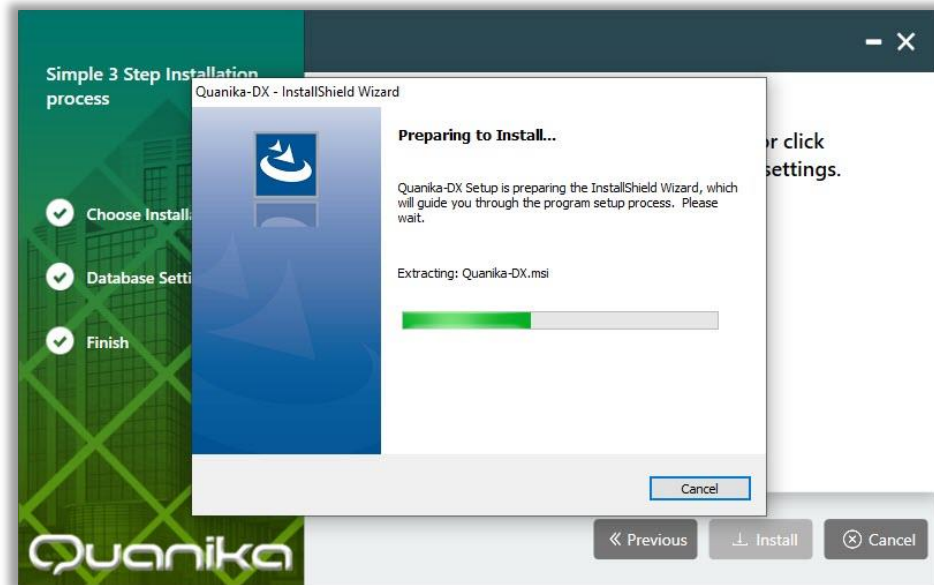 Simple 3 Step Installation
process
Choose Install
Database Setti
Finish
Quanika
Quanika-DX - InstallShield Wizard
Preparing to Install...
Quanika-DX Setup is preparing the InstallShield Wizard, which
will guide you through the program setup process. Please
wait.
Extracting: Quanika-DX.msi
Cancel
or click
settings.
Previous
Install
Cancel